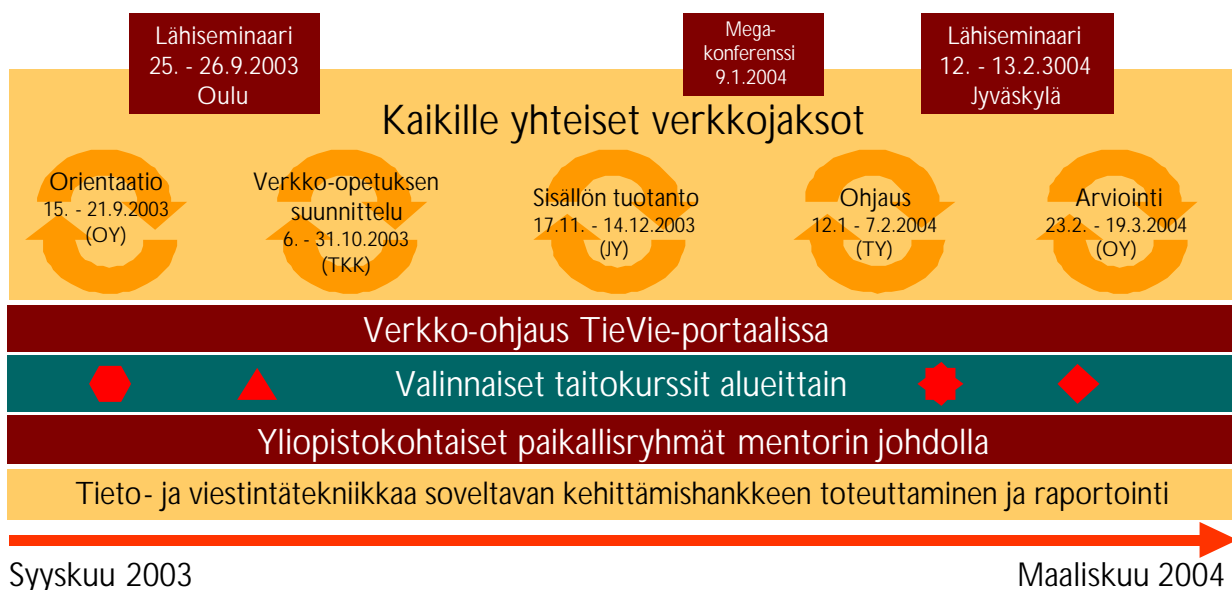 Lähiseminaari
25. - 26.9.2003
Oulu
Mega-
konferenssi
9.1.2004
Lähiseminaari
12. - 13.2.3004
Jyväskylä
Kaikille yhteiset verkkojaksot
Orientaatio
15. - 21.9.2003
(OY)
Verkko-opetuksen
suunnittelu
6. - 31.10.2003
(TKK)
Sisällön tuotanto
17.11. - 14.12.2003
(JY)
Ohjaus
12.1 - 7.2.2004
(TY)
Arviointi
23.2. - 19.3.2004
(OY)
Verkko-ohjaus TieVie-portaalissa
Valinnaiset taitokurssit alueittain
Yliopistokohtaiset paikallisryhmät mentorin johdolla
Tieto- ja viestintätekniikkaa soveltavan kehittämishankkeen toteuttaminen ja raportointi
Syyskuu 2003
Maaliskuu 2004